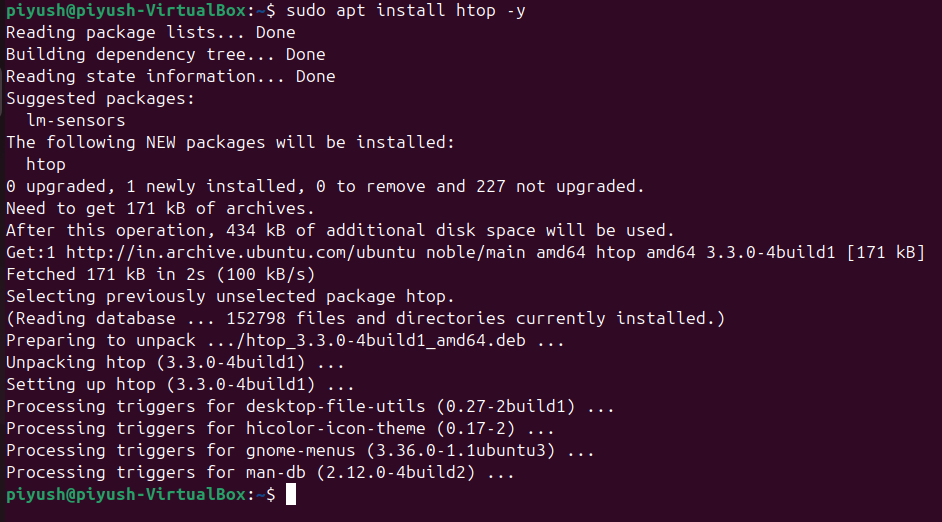 piyush@piyush-VirtualBox:~$ sudo apt install htop -y
Reading package lists... Done
Building dependency tree... Done
Reading state information... Done
Suggested packages:
  lm-sensors
The following NEW packages will be installed:
  htop
0 upgraded, 1 newly installed, 0 to remove and 227 not upgraded.
Need to get 171 kB of archives.
After this operation, 434 kB of additional disk space will be used.
Get:1 http://in.archive.ubuntu.com/ubuntu noble/main amd64 htop amd64 3.3.0-4build1 [171 kB]
Fetched 171 kB in 2s (100 kB/s)
Selecting previously unselected package htop.
(Reading database ... 152798 files and directories currently installed.)
Preparing to unpack .../htop_3.3.0-4build1_amd64.deb ...
Unpacking htop (3.3.0-4build1) ...
Setting up htop (3.3.0-4build1) ...
Processing triggers for desktop-file-utils (0.27-2build1) ...
Processing triggers for hicolor-icon-theme (0.17-2) ...
Processing triggers for gnome-menus (3.36.0-1.1ubuntu3) ...
Processing triggers for man-db (2.12.0-4build2) ...
piyush@piyush-VirtualBox:~$